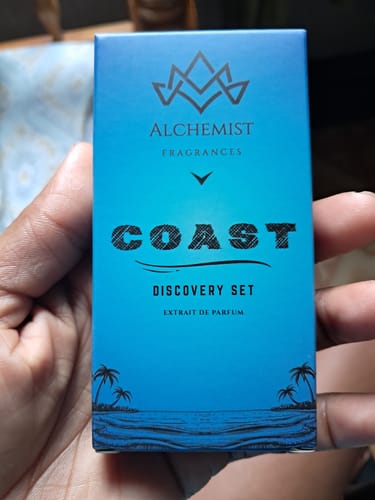 ALCHEMIST
FRAGRANCES
COAST
DISCOVERY SET
EXTRAIT DE PARFUM